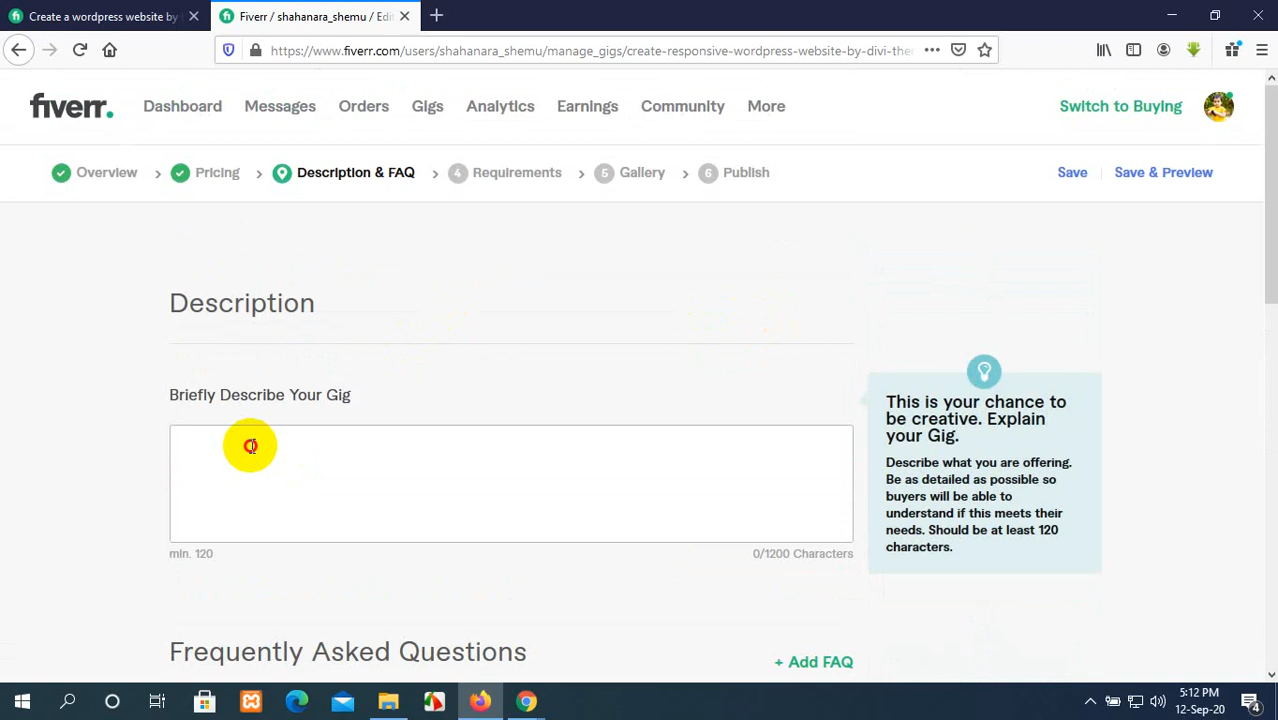 Create a wordpress website by
Fiverr / shahanara_shemu / Edi
https://www.fiverr.com/users/shahanara_shemu/manage_gigs/create-responsive-wordpress-website-by-divi-the
fiverr.
Dashboard Messages Orders Gigs Analytics Earnings Community More
Switch to Buying
Overview Pricing Description & FAQ 4 Requirements 5 Gallery 6 Publish
Save Save & Preview
Description
Briefly Describe Your Gig
min. 120
0/1200 Characters
This is your chance to
be creative. Explain
your Gig.
Describe what you are offering.
Be as detailed as possible so
buyers will be able to
understand if this meets their
needs. Should be at least 120
characters.
Frequently Asked Questions
+ Add FAQ
5:12 PM
12-Sep-20
4